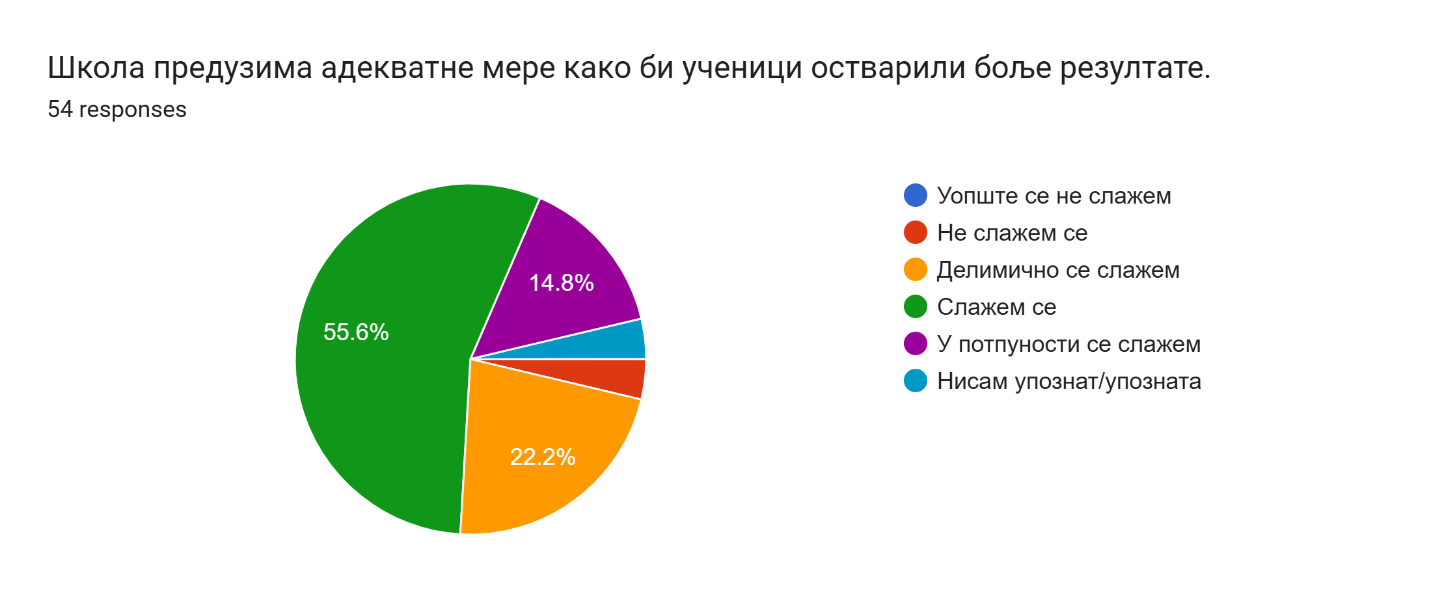 Школа предузима адекватне мере како би ученици остварили боље резултате.
54 responses
Уопште се не слажем
Не слажем се
Делимично се слажем
Слажем се
У потпуности се слажем
Нисам упознат/упозната
14.8%
55.6%
22.2%